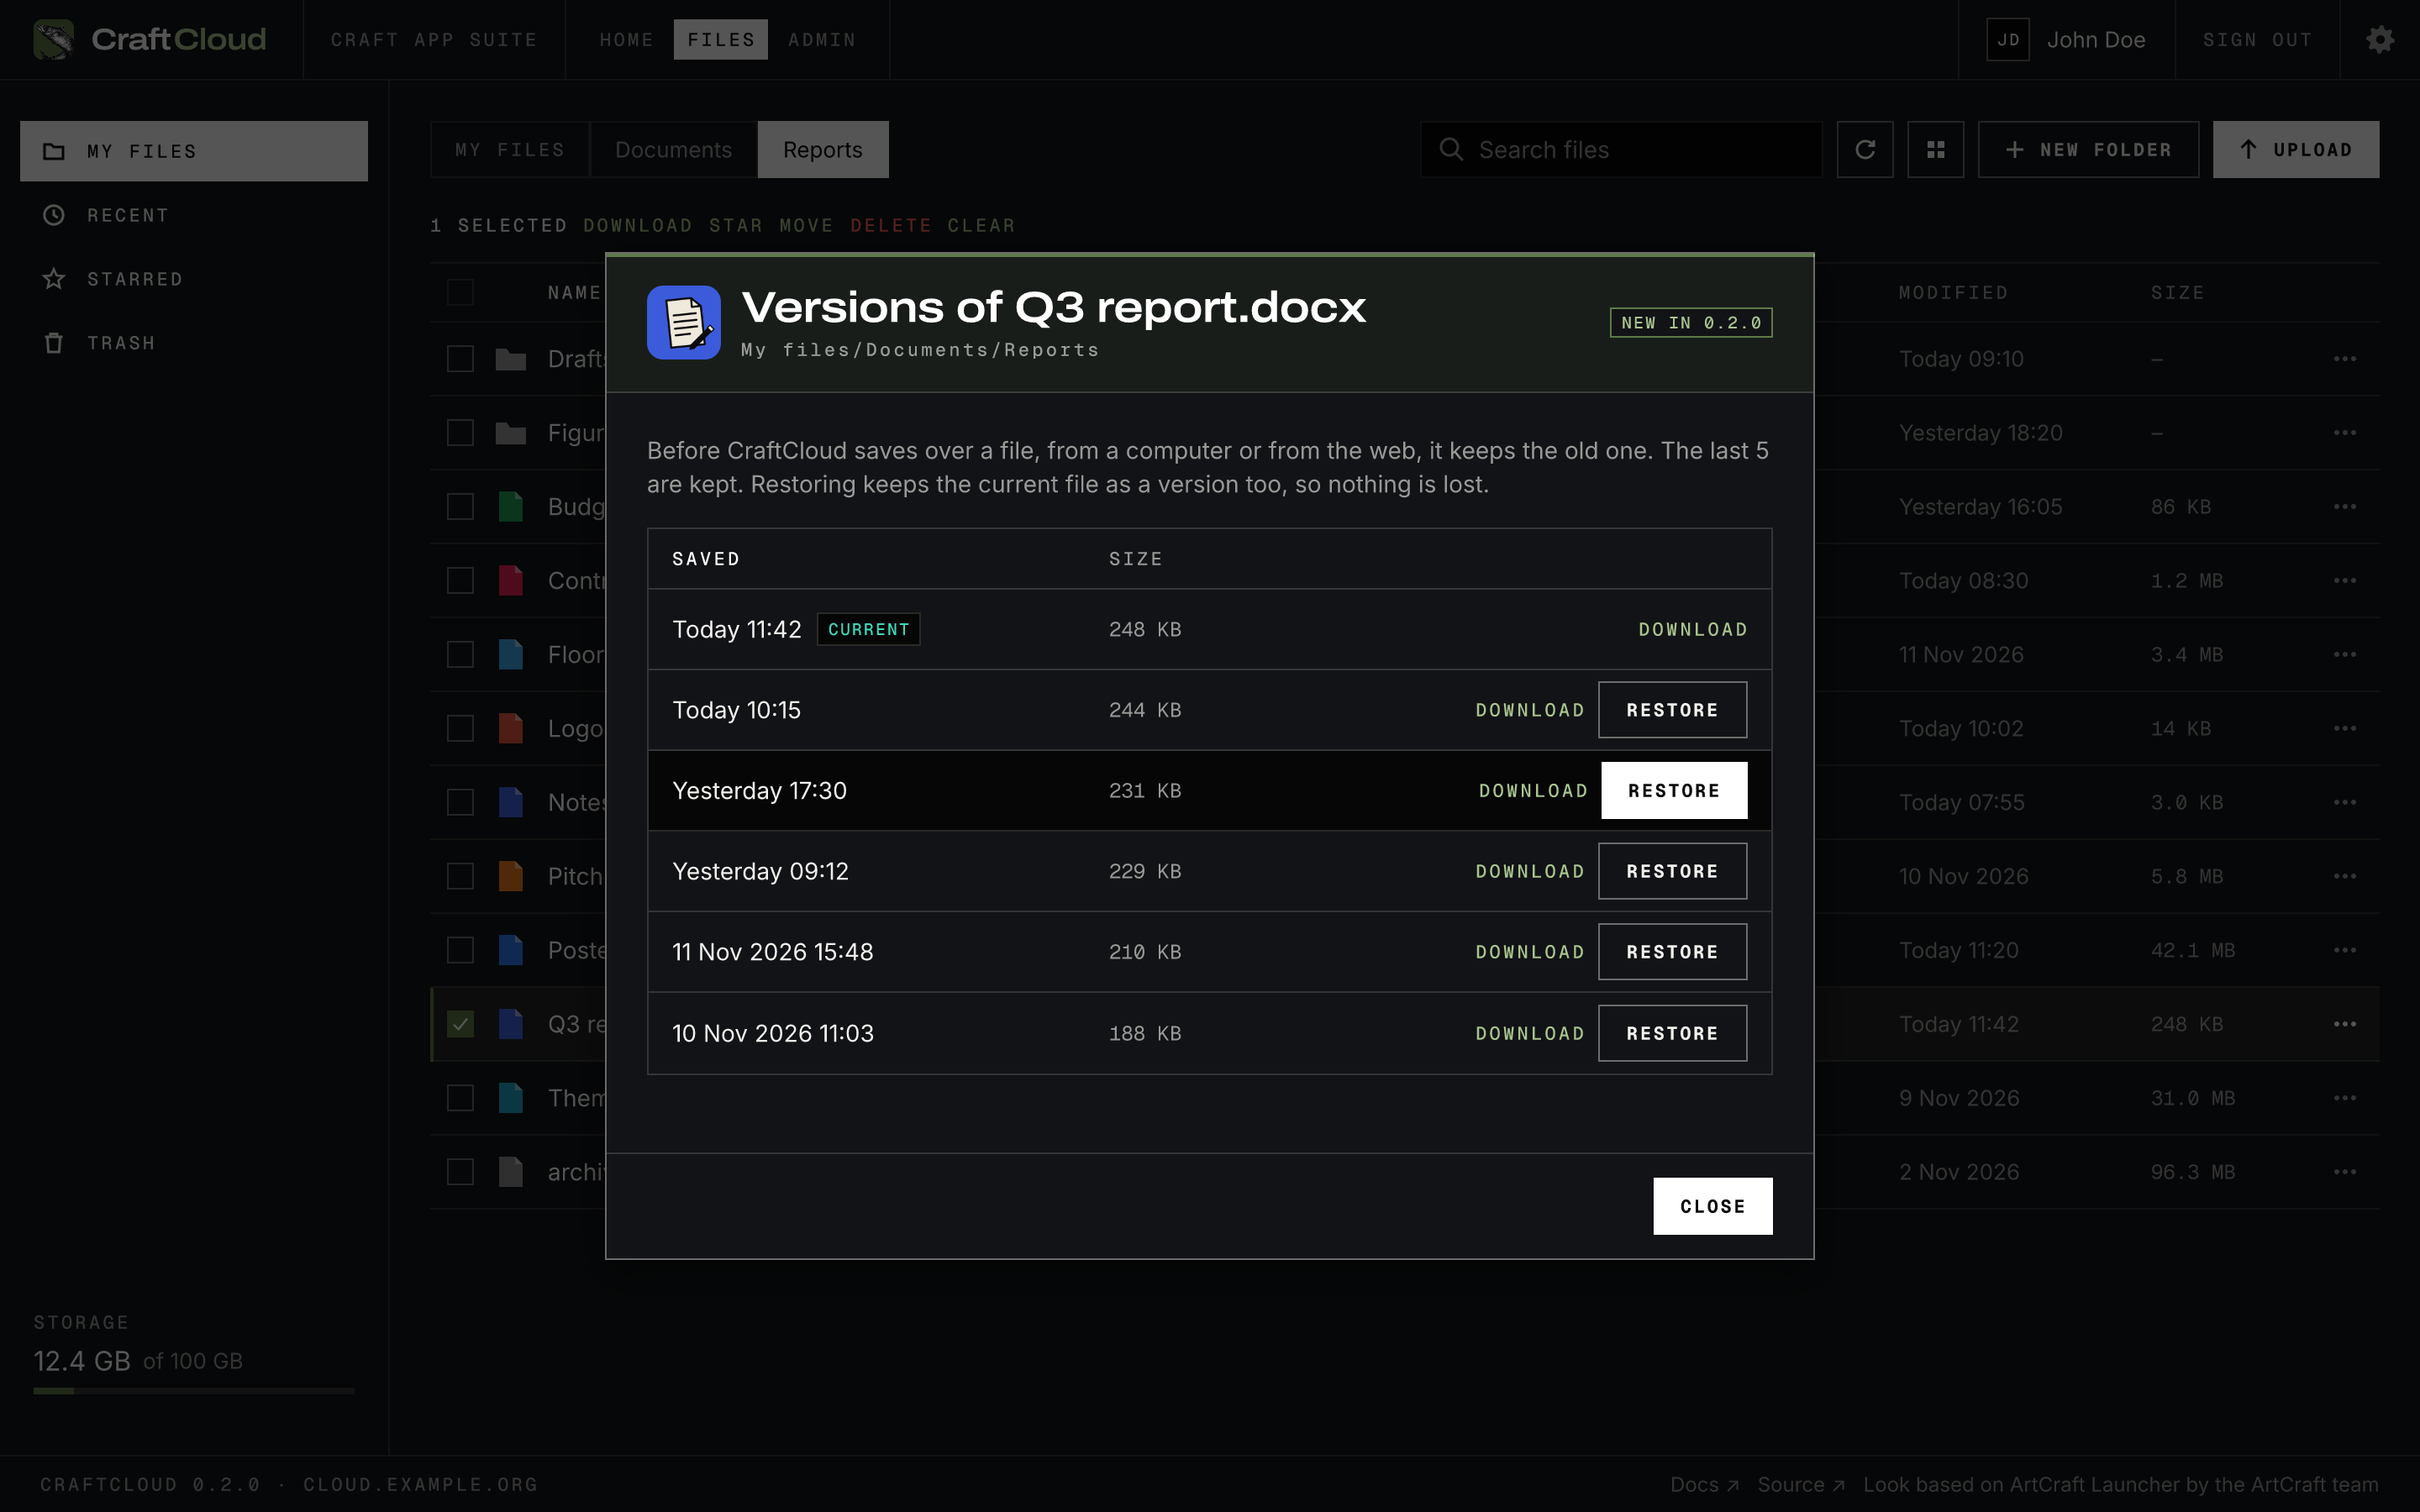 CraftCloud
CRAFT APP SUITE
HOME
FILES
ADMIN
JD
John Doe
SIGN OUT
MY FILES
RECENT
STARRED
TRASH
MY FILES
Documents
Reports
Search files
NEW FOLDER
UPLOAD
1 SELECTED DOWNLOAD STAR MOVE DELETE CLEAR
NAME
MODIFIED
SIZE
Today 09:10 –
Yesterday 18:20 –
Yesterday 16:05 86 KB
Today 08:30 1.2 MB
11 Nov 2026 3.4 MB
Logo
Today 10:02 14 KB
Notes
Today 07:55 3.0 KB
Pitch
10 Nov 2026 5.8 MB
Today 11:20 42.1 MB
Q3 re
Today 11:42 248 KB
9 Nov 2026 31.0 MB
2 Nov 2026 96.3 MB
Versions of Q3 report.docx
My files/Documents/Reports
NEW IN 0.2.0
Before CraftCloud saves over a file, from a computer or from the web, it keeps the old one. The last 5
are kept. Restoring keeps the current file as a version too, so nothing is lost.
SAVED SIZE
Today 11:42 CURRENT 248 KB DOWNLOAD
Today 10:15 244 KB DOWNLOAD RESTORE
Yesterday 17:30 231 KB DOWNLOAD RESTORE
Yesterday 09:12 229 KB DOWNLOAD RESTORE
11 Nov 2026 15:48 210 KB DOWNLOAD RESTORE
10 Nov 2026 11:03 188 KB DOWNLOAD RESTORE
CLOSE
STORAGE
12.4 GB of 100 GB
CRAFTCLOUD 0.2.0 · CLOUD.EXAMPLE.ORG
Docs ↗ Source ↗ Look based on ArtCraft Launcher by the ArtCraft team